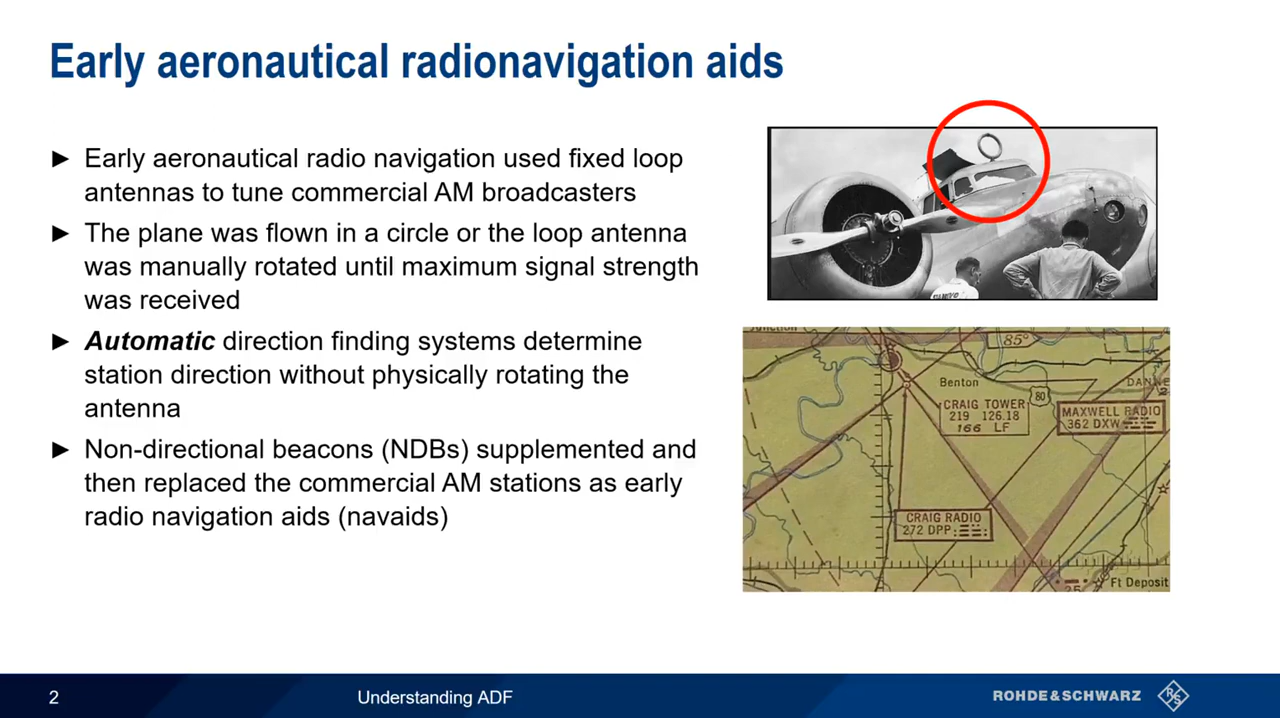 Early aeronautical radionavigation aids
► Early aeronautical radio navigation used fixed loop
antennas to tune commercial AM broadcasters
► The plane was flown in a circle or the loop antenna
was manually rotated until maximum signal strength
was received
► Automatic direction finding systems determine
station direction without physically rotating the
antenna
► Non-directional beacons (NDBs) supplemented and
then replaced the commercial AM stations as early
radio navigation aids (navaids)
Junction
85°
Benton
80
CRAIG TOWER
219 126.18
166 LF
MAXWELL RADIO
362 DXW
CRAIG RADIO
272 DPP
Ft Deposit
2
Understanding ADF
ROHDE&SCHWARZ
R&S